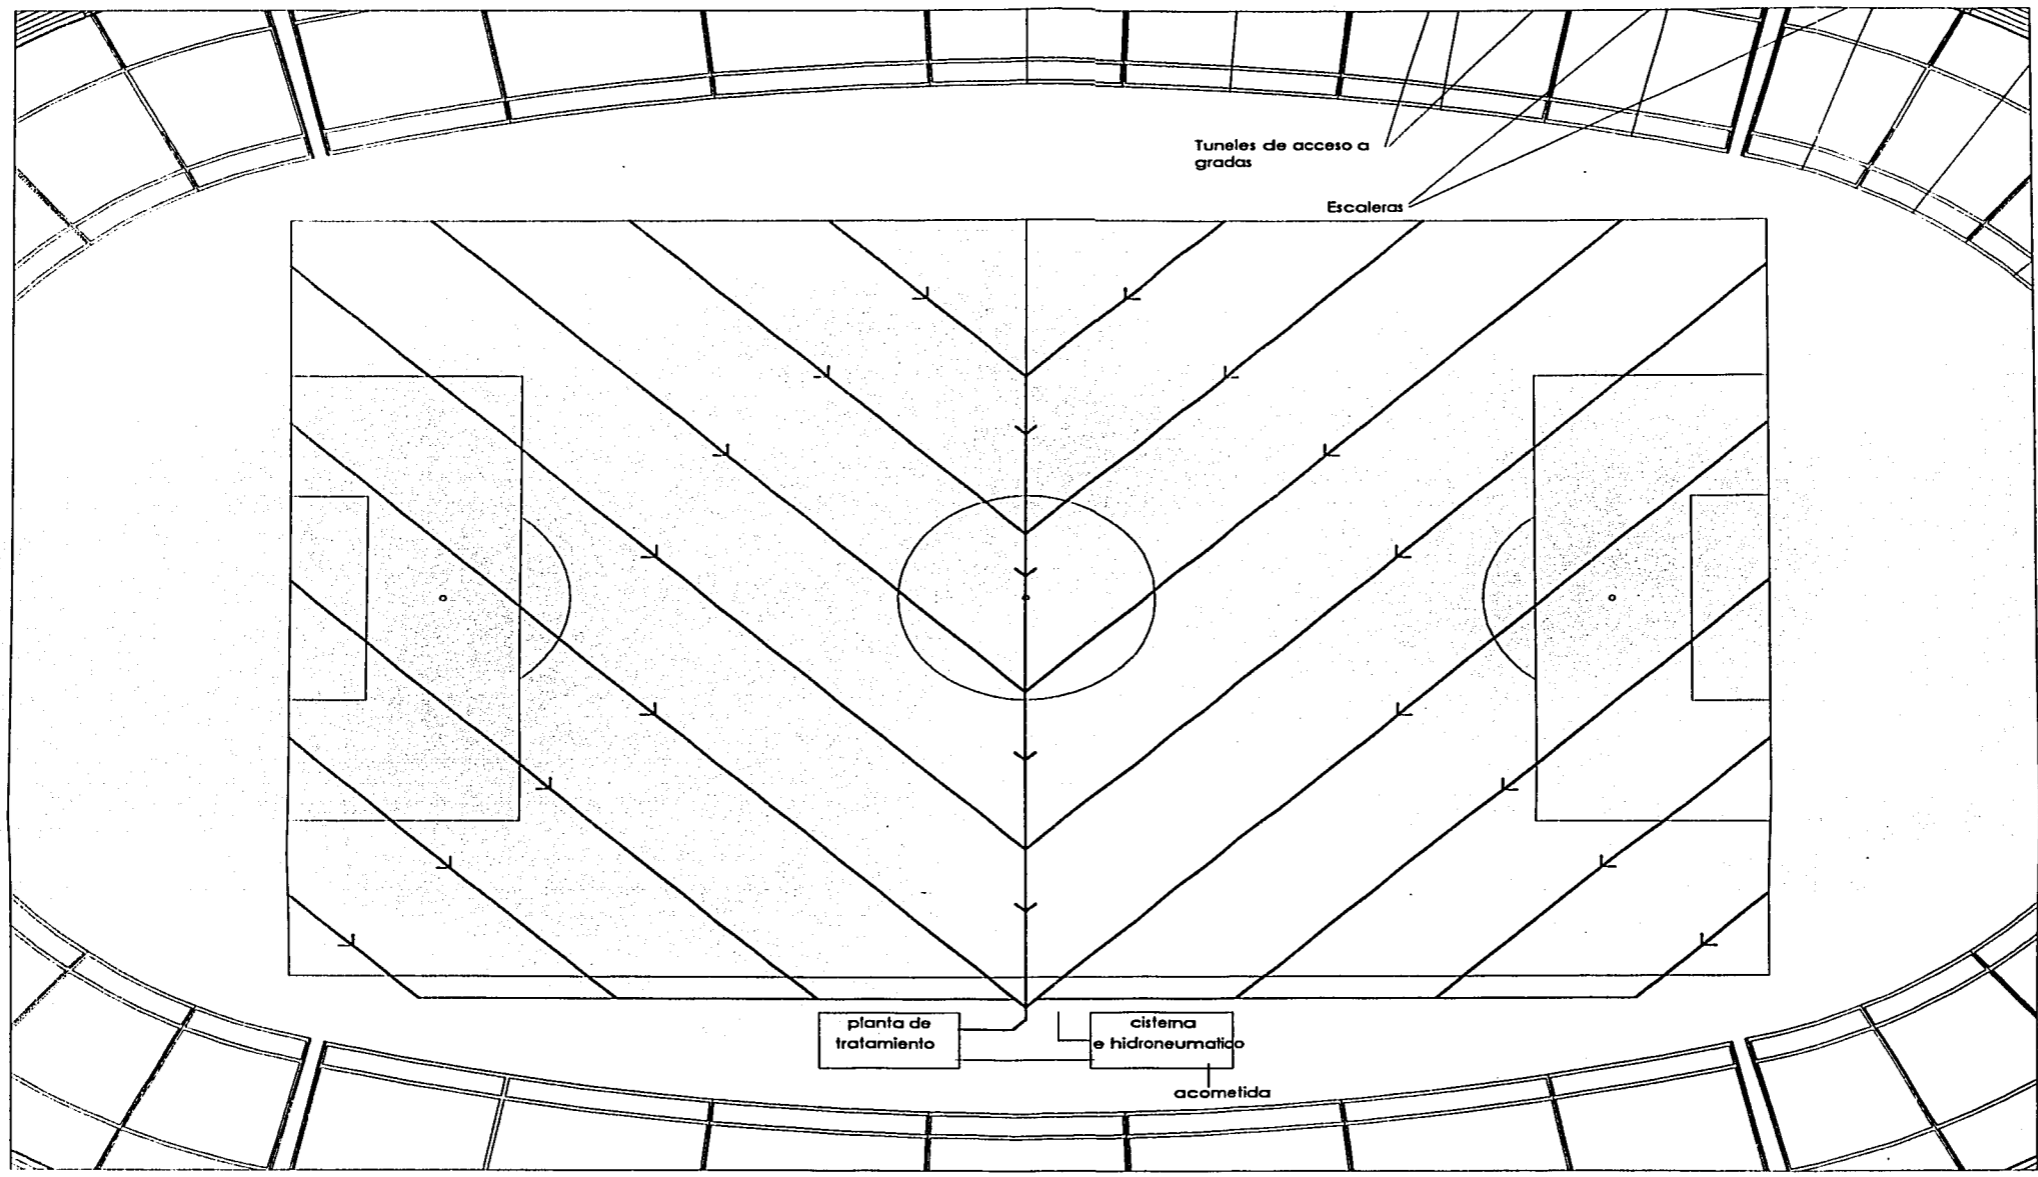 Tuneles de acceso a
gradas
Escaleras
planta de
tratamiento
cisterna
e hidroneumatico
acometida